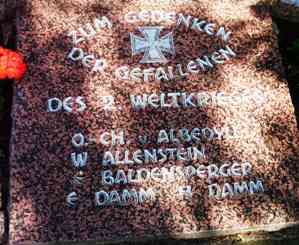 ZUM GEDENKEN
DER GEFALLENEN
DES 2. WELTKRIEGES
O. CH v. ALBEDYLL
W ALLENSTEIN
E BALDENSPERGER
E DAMM H DAMM